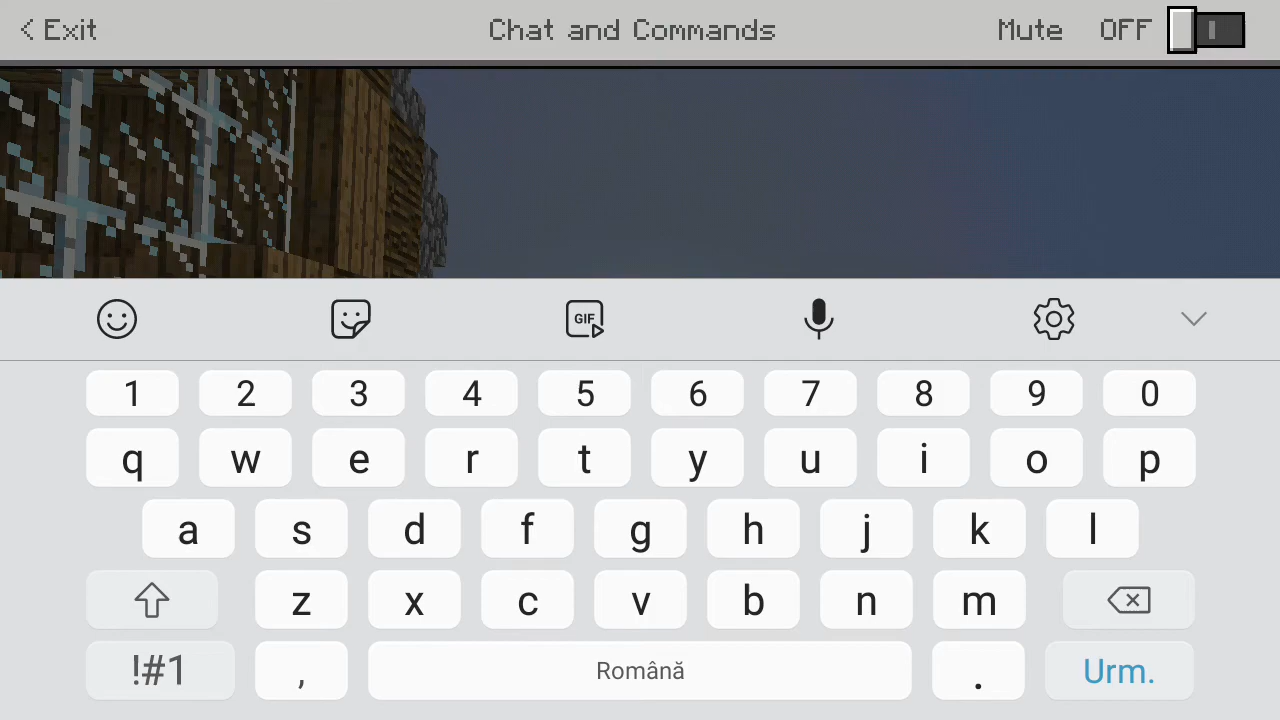 < Exit
Chat and Commands
Mute OFF
GIF
1 2 3 4 5 6 7 8 9 0
q w e r t y u i o p
a s d f g h j k l
z x c v b n m
!#1 , Română . Urm.